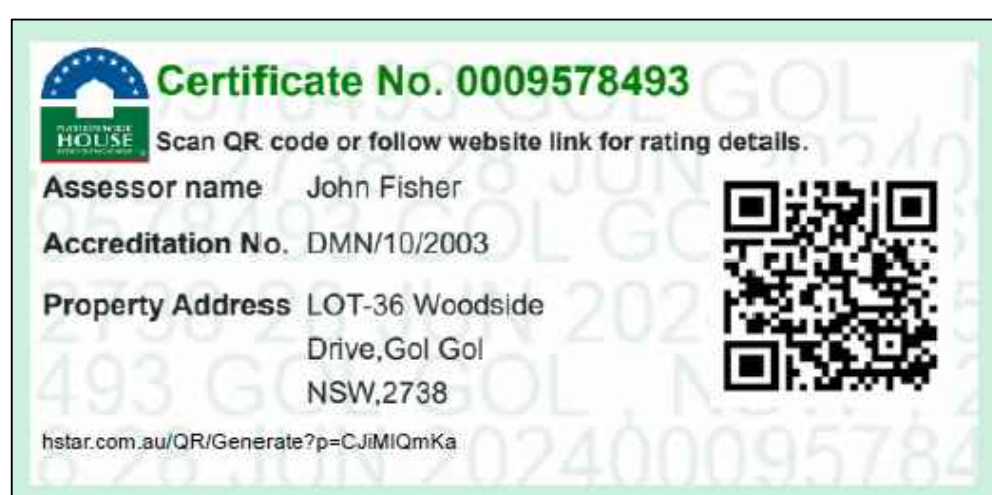 Certificate No. 0009578493
NATIONWIDE
HOUSE
Scan QR code or follow website link for rating details.
Assessor name John Fisher
Accreditation No. DMN/10/2003
Property Address LOT-36 Woodside
Drive,Gol Gol
NSW,2738
hstar.com.au/QR/Generate?p=CJiMIQmKa